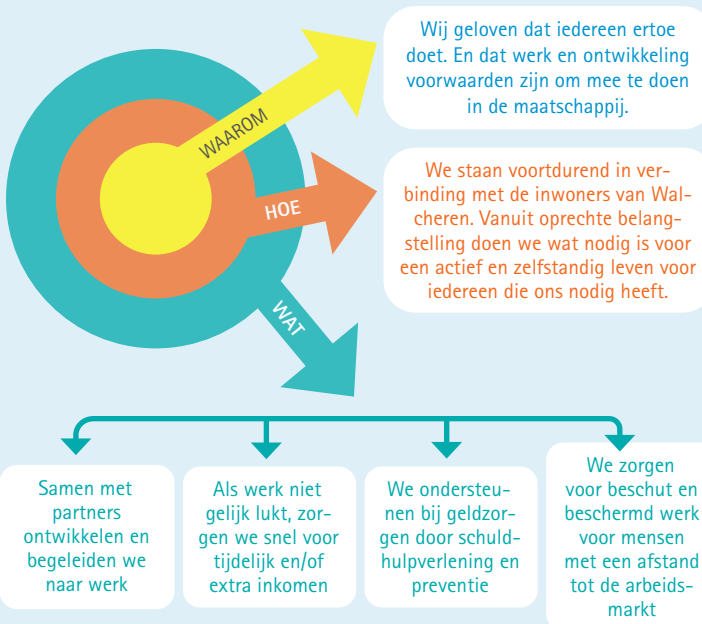 WAAROM
Wij geloven dat iedereen ertoe
doet. En dat werk en ontwikkeling
voorwaarden zijn om mee te doen
in de maatschappij.
HOE
We staan voortdurend in ver-
binding met de inwoners van Wal-
cheren. Vanuit oprechte belang-
stelling doen we wat nodig is voor
een actief en zelfstandig leven voor
iedereen die ons nodig heeft.
WAT
Samen met
partners
ontwikkelen en
begeleiden we
naar werk
Als werk niet
gelijk lukt, zor-
gen we snel voor
tijdelijk en/of
extra inkomen
We ondersteu-
nen bij geldzor-
gen door schuld-
hulpverlening en
preventie
We zorgen
voor beschut en
beschermd werk
voor mensen
met een afstand
tot de arbeids-
markt